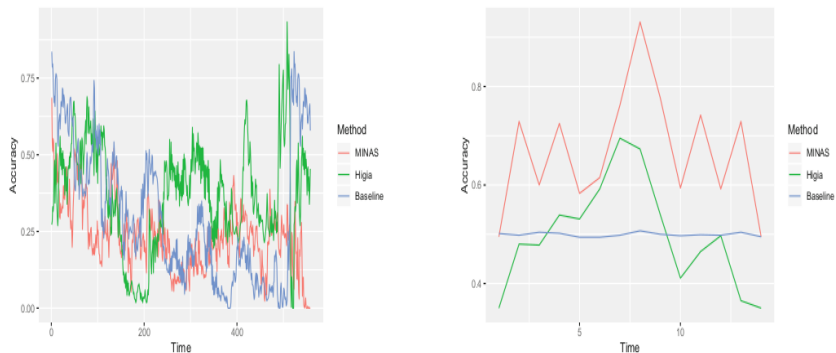 0.75
0.50
0.25
0.00
Accuracy
0
200
400
Time
Method
MINAS
Higia
Baseline
0.8
0.6
0.4
Accuracy
5
10
Time
Method
MINAS
Higia
Baseline